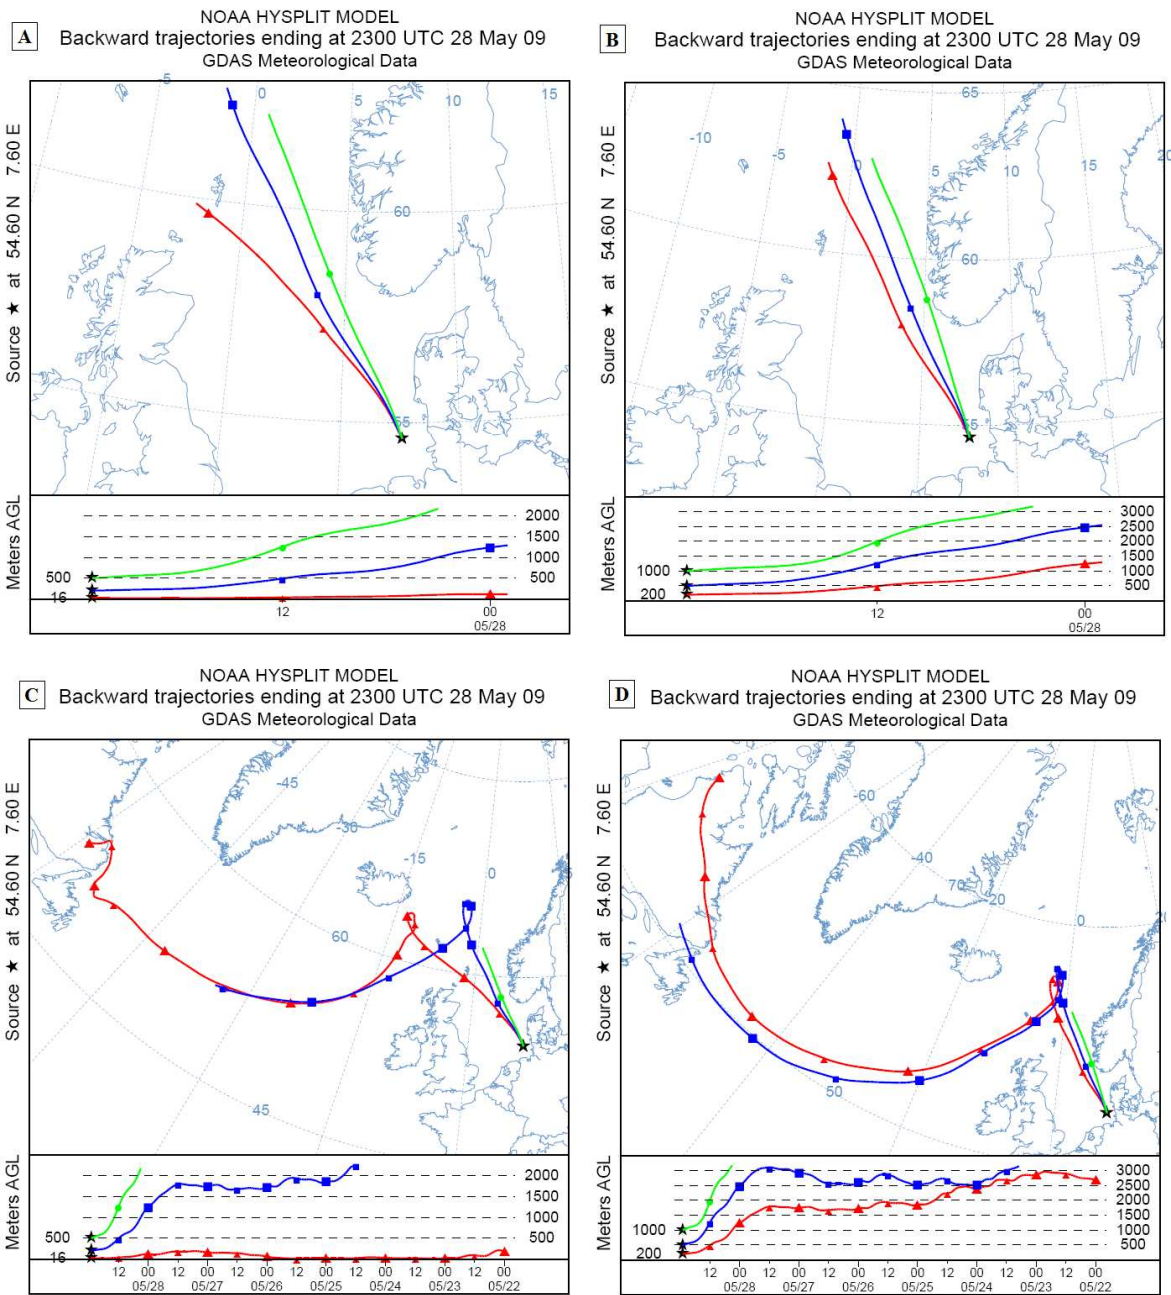 A
NOAA HYSPLIT MODEL
Backward trajectories ending at 2300 UTC 28 May 09
GDAS Meteorological Data
Source ★ at 54.60 N 7.60 E
-5
0
5
10
15
60
55
Meters AGL
500
16
2000
1500
1000
500
12
00
05/28
B
NOAA HYSPLIT MODEL
Backward trajectories ending at 2300 UTC 28 May 09
GDAS Meteorological Data
Source ★ at 54.60 N 7.60 E
65
-10
-5
0
5
10
15
20
60
55
Meters AGL
1000
200
3000
2500
2000
1500
1000
500
12
00
05/28
C
NOAA HYSPLIT MODEL
Backward trajectories ending at 2300 UTC 28 May 09
GDAS Meteorological Data
Source ★ at 54.60 N 7.60 E
-45
-30
-15
0
60
45
Meters AGL
500
16
2000
1500
1000
500
12 00 12 00 12 00 12 00 12 00 12 00 12 00
05/28 05/27 05/26 05/25 05/24 05/23 05/22
D
NOAA HYSPLIT MODEL
Backward trajectories ending at 2300 UTC 28 May 09
GDAS Meteorological Data
Source ★ at 54.60 N 7.60 E
-60
-40
70
-20
0
50
Meters AGL
1000
200
3000
2500
2000
1500
1000
500
12 00 12 00 12 00 12 00 12 00 12 00 12 00
05/28 05/27 05/26 05/25 05/24 05/23 05/22